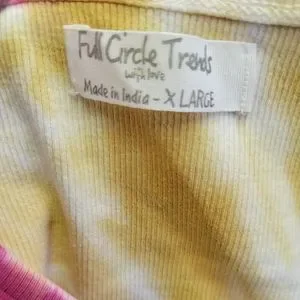 Full Circle Trends
with love
Made in India - X LARGE